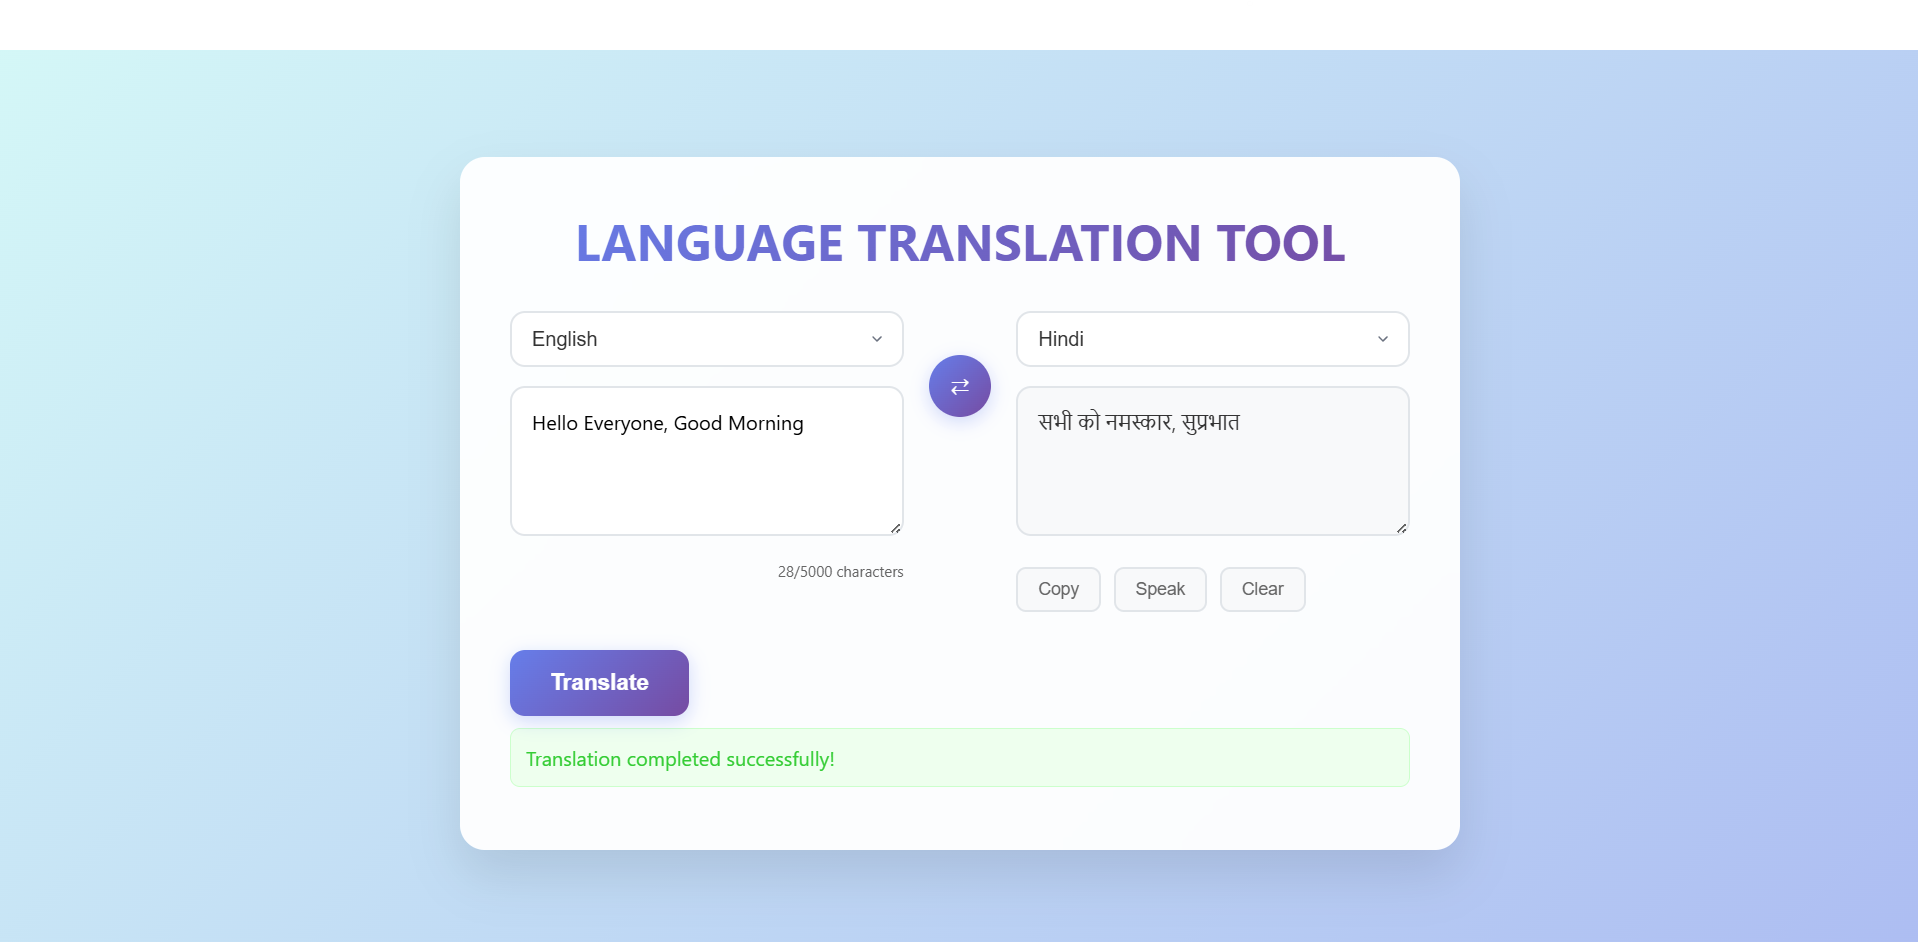 LANGUAGE TRANSLATION TOOL
English
Hindi
Hello Everyone, Good Morning
सभी को नमस्कार, सुप्रभात
28/5000 characters
Copy
Speak
Clear
Translate
Translation completed successfully!